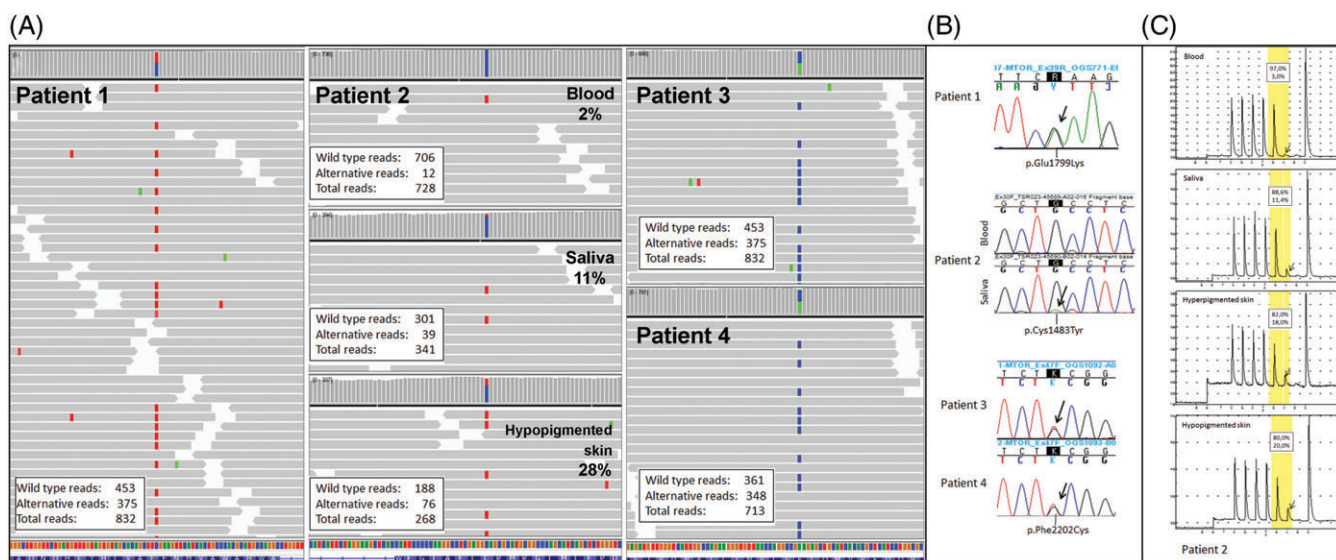 (A)
Patient 1
Wild type reads: 453
Alternative reads: 375
Total reads: 832
Patient 2
Blood
2%
Wild type reads: 706
Alternative reads: 12
Total reads: 728
Saliva
11%
Wild type reads: 301
Alternative reads: 39
Total reads: 341
Hypopigmented
skin
28%
Wild type reads: 188
Alternative reads: 76
Total reads: 268
Patient 3
Wild type reads: 453
Alternative reads: 375
Total reads: 832
Patient 4
Wild type reads: 361
Alternative reads: 348
Total reads: 713
(B)
Patient 1
T T C R A A G
p.Glu1799Lys
Patient 2
Blood
G C T G C C T C
G C T G C C T C
Saliva
G C T G C C T C
G C T G C C T C
p.Cys1483Tyr
Patient 3
T C T K C G G
T C T K C G G
Patient 4
T C T K C G G
T C T K C G G
p.Phe2202Cys
(C)
Blood
97,0%
3,0%
Saliva
88,6%
11,4%
Hyperpigmented skin
82,0%
18,0%
Hypopigmented skin
80,0%
20,0%
Patient 2